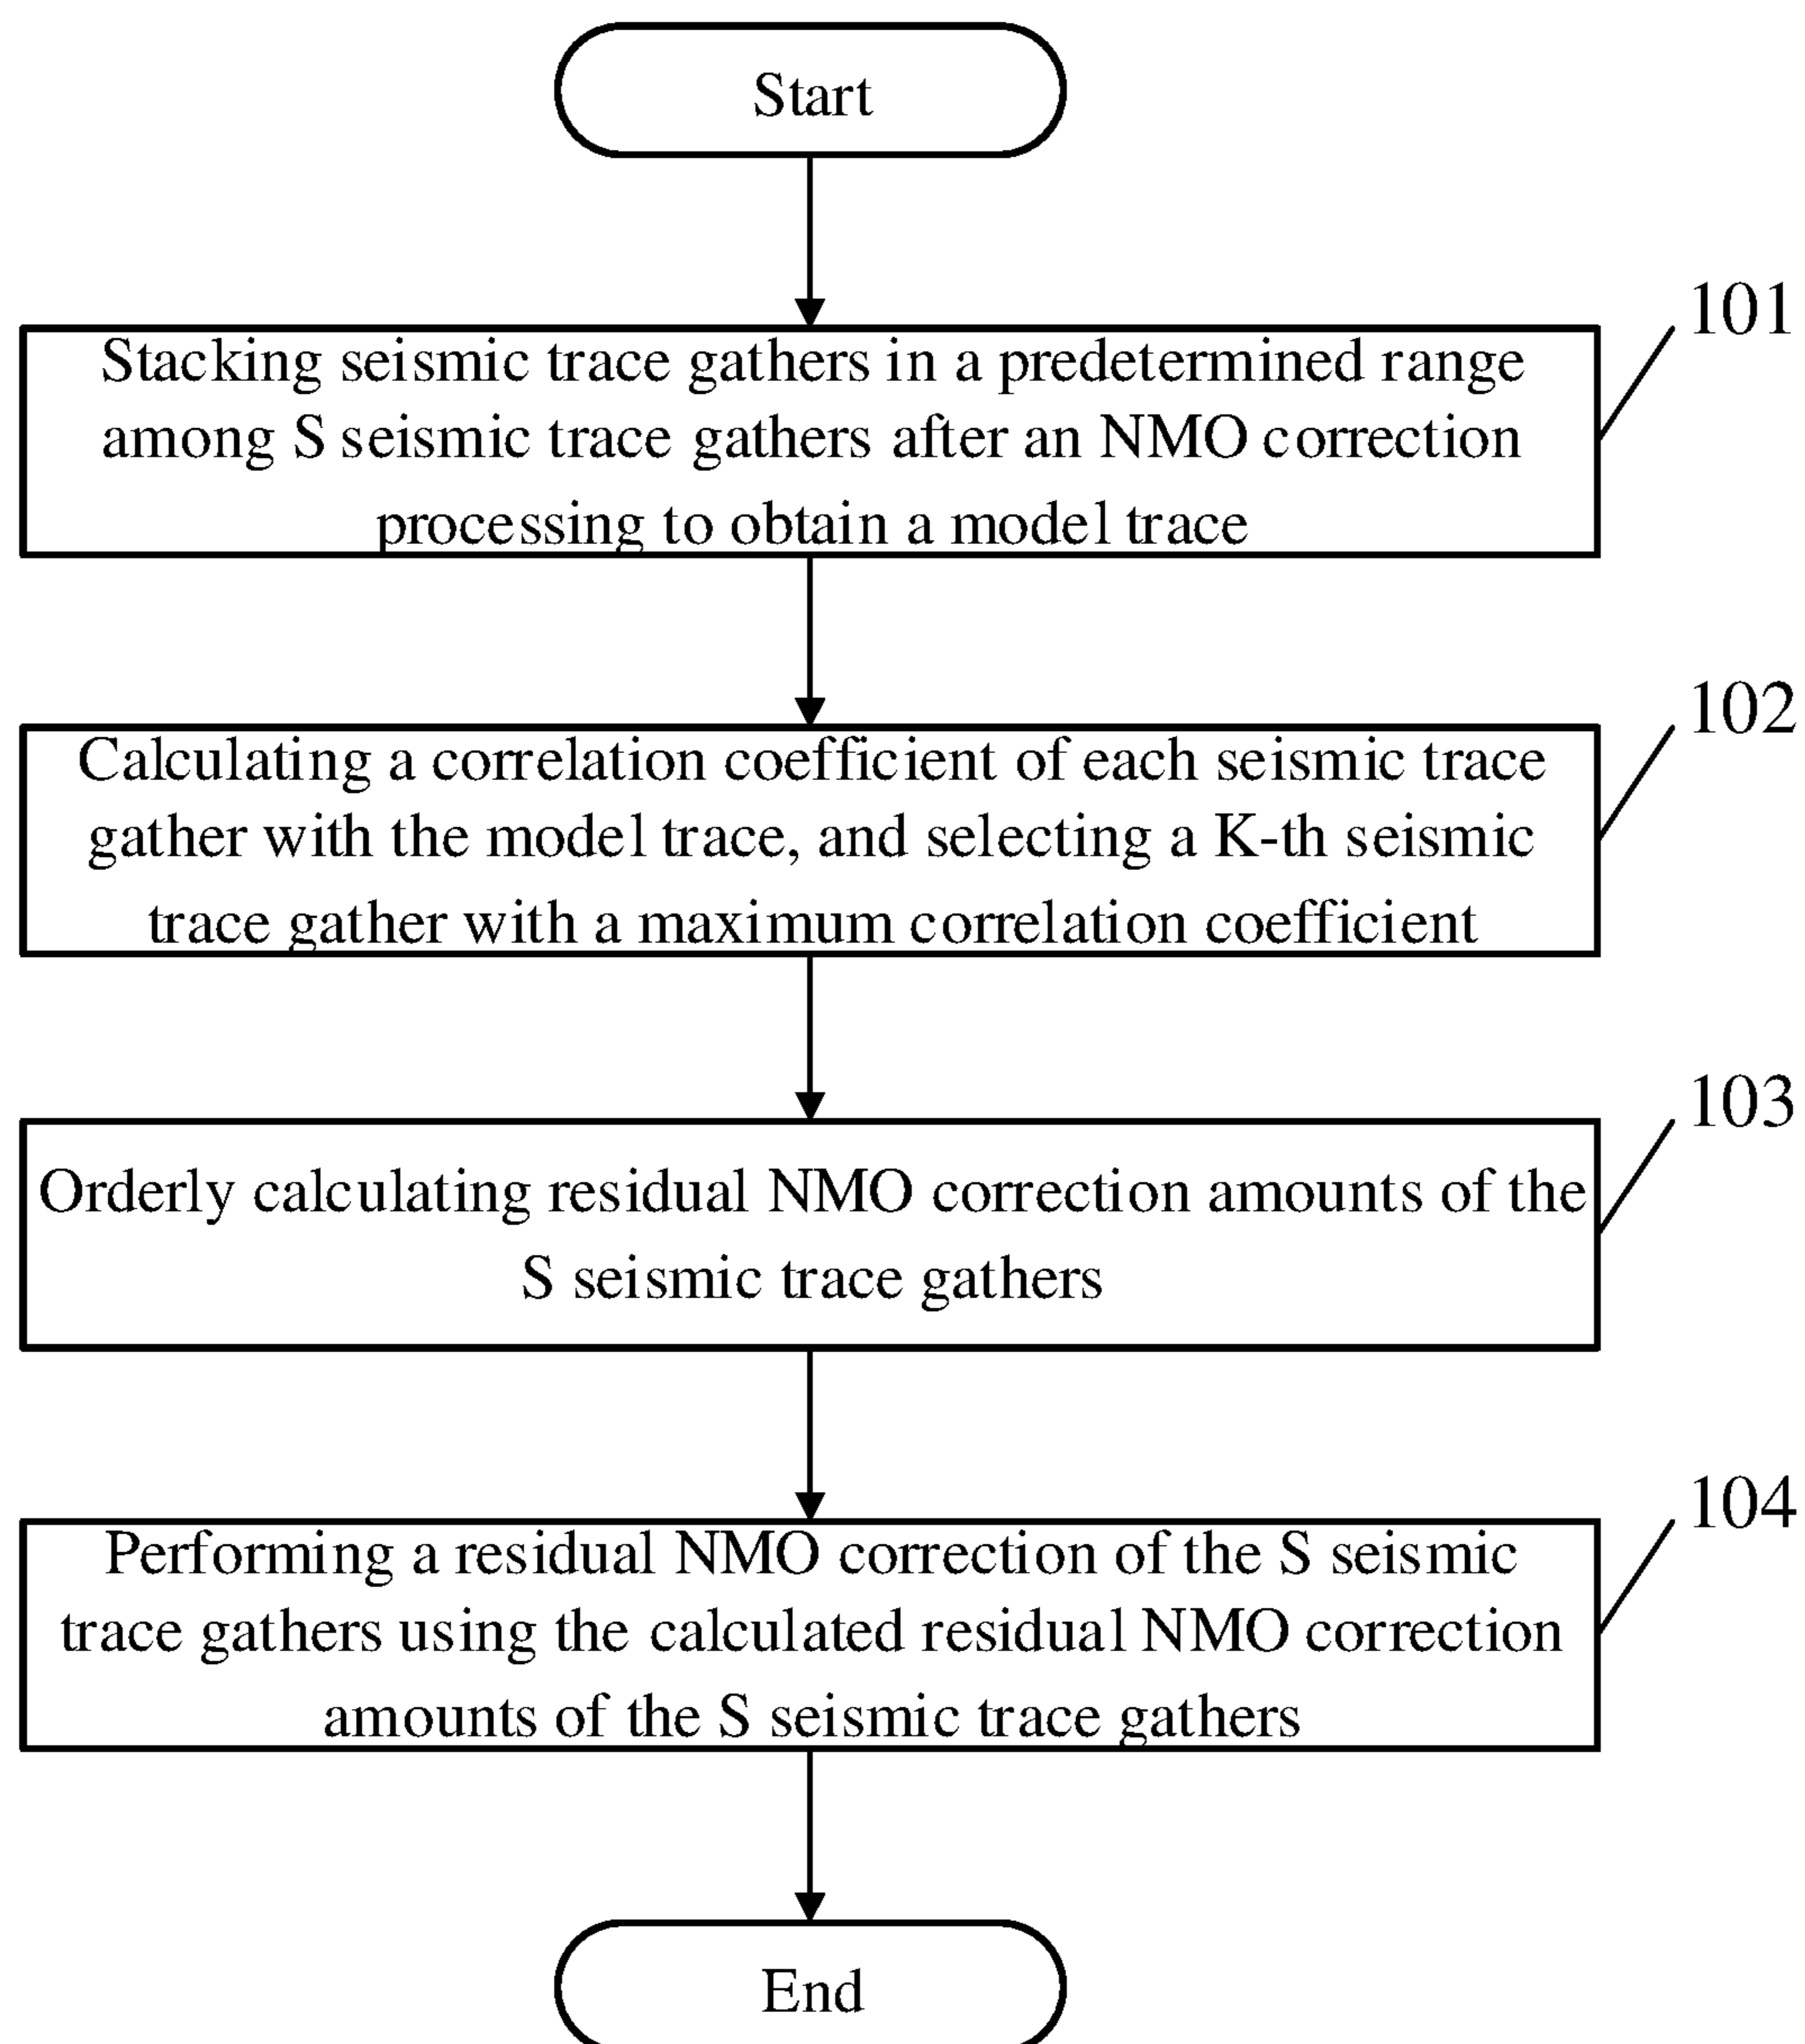 Start
101
Stacking seismic trace gathers in a predetermined range
among S seismic trace gathers after an NMO correction
processing to obtain a model trace
102
Calculating a correlation coefficient of each seismic trace
gather with the model trace, and selecting a K-th seismic
trace gather with a maximum correlation coefficient
103
Orderly calculating residual NMO correction amounts of the
S seismic trace gathers
104
Performing a residual NMO correction of the S seismic
trace gathers using the calculated residual NMO correction
amounts of the S seismic trace gathers
End